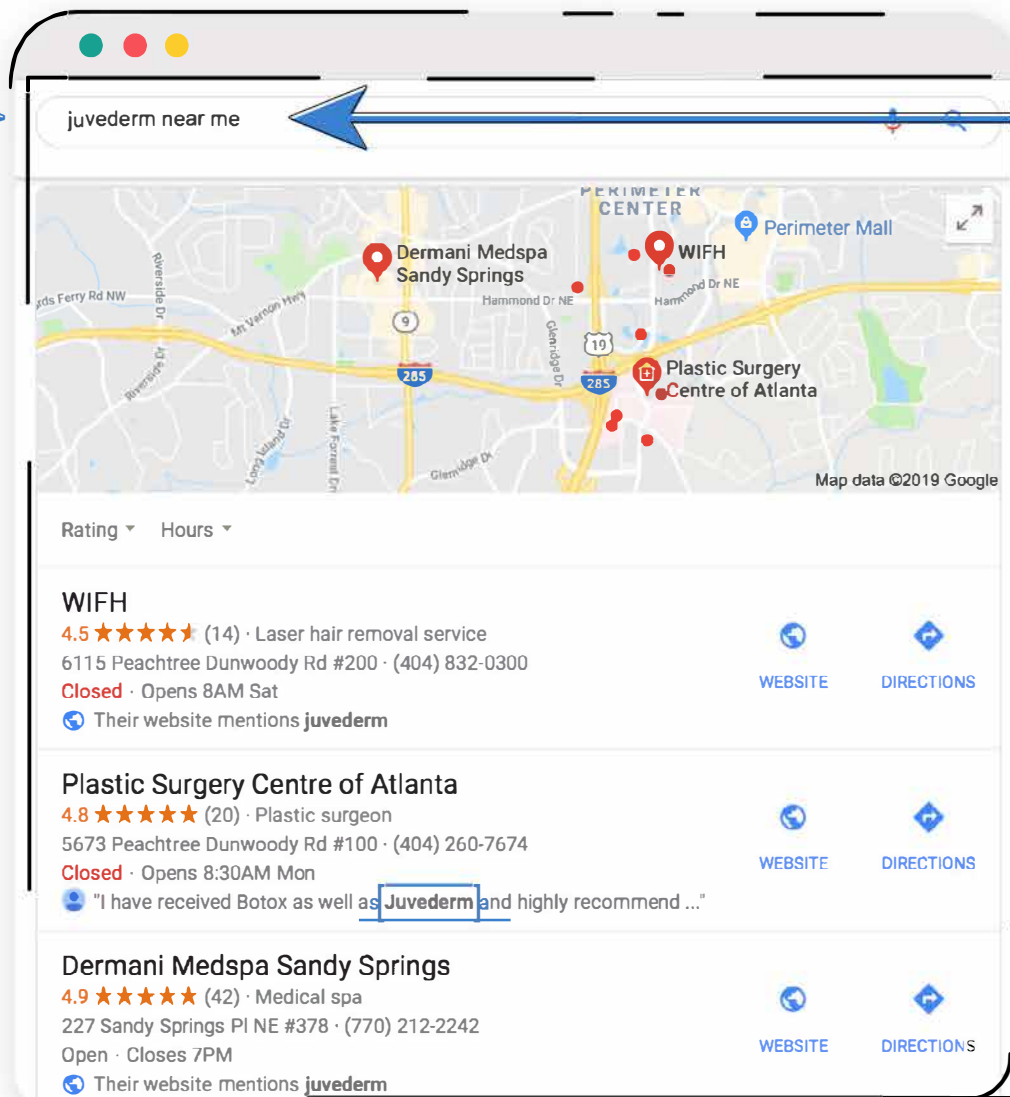 juvederm near me
PERIMETER
CENTER
Perimeter Mall
Dermani Medspa
Sandy Springs
WIFH
Riverside Dr
rds Ferry Rd NW
Mt Vernon Hwy
Hammond Dr NE
Hammond Dr NE
9
19
Glenridge Dr
285
285
Plastic Surgery
Centre of Atlanta
Riverside Dr
Long Island Dr
Lake Forrest Dr
Glenridge Dr
Map data ©2019 Google
Rating
Hours
WIFH
4.5 (14) · Laser hair removal service
6115 Peachtree Dunwoody Rd #200 · (404) 832-0300
Closed · Opens 8AM Sat
Their website mentions juvederm
WEBSITE
DIRECTIONS
Plastic Surgery Centre of Atlanta
4.8 (20) · Plastic surgeon
5673 Peachtree Dunwoody Rd #100 · (404) 260-7674
Closed · Opens 8:30AM Mon
"I have received Botox as well as Juvederm and highly recommend ..."
WEBSITE
DIRECTIONS
Dermani Medspa Sandy Springs
4.9 (42) · Medical spa
227 Sandy Springs Pl NE #378 · (770) 212-2242
Open · Closes 7PM
Their website mentions juvederm
WEBSITE
DIRECTIONS